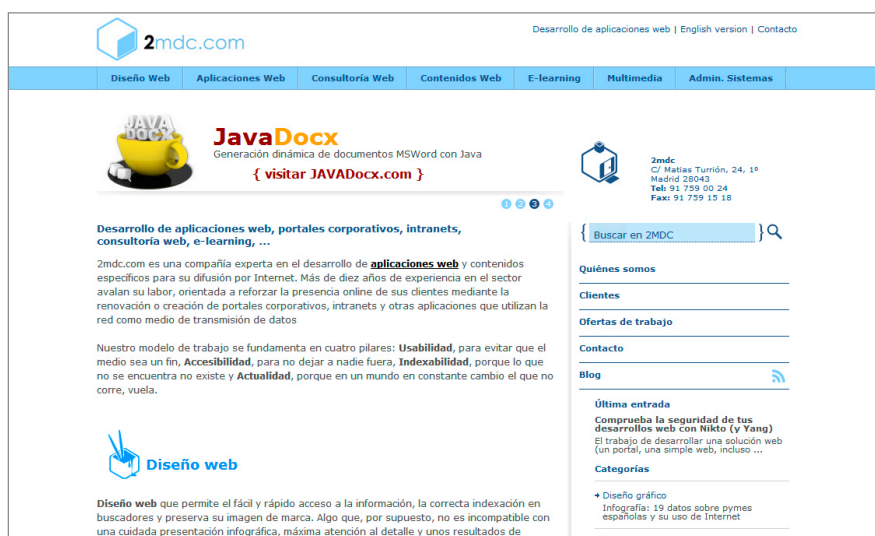 2mdc.com
Desarrollo de aplicaciones web | English version | Contacto
Diseño Web Aplicaciones Web Consultoría Web Contenidos Web E-learning Multimedia Admin. Sistemas
JAVA
DOCX
JavaDocx
Generación dinámica de documentos MSWord con Java
{ visitar JAVADocx.com }
1 2 3 4
2mdc
C/ Matias Turrión, 24, 1º
Madrid 28043
Tel: 91 759 00 24
Fax: 91 759 15 18
Desarrollo de aplicaciones web, portales corporativos, intranets,
consultoría web, e-learning, ...
2mdc.com es una compañía experta en el desarrollo de aplicaciones web y contenidos
específicos para su difusión por Internet. Más de diez años de experiencia en el sector
avalan su labor, orientada a reforzar la presencia online de sus clientes mediante la
renovación o creación de portales corporativos, intranets y otras aplicaciones que utilizan la
red como medio de transmisión de datos
Nuestro modelo de trabajo se fundamenta en cuatro pilares: Usabilidad, para evitar que el
medio sea un fin, Accesibilidad, para no dejar a nadie fuera, Indexabilidad, porque lo que
no se encuentra no existe y Actualidad, porque en un mundo en constante cambio el que no
corre, vuela.
Diseño web
Diseño web que permite el fácil y rápido acceso a la información, la correcta indexación en
buscadores y preserva su imagen de marca. Algo que, por supuesto, no es incompatible con
una cuidada presentación infográfica, máxima atención al detalle y unos resultados de
{ Buscar en 2MDC }
Quiénes somos
Clientes
Ofertas de trabajo
Contacto
Blog
Última entrada
Comprueba la seguridad de tus
desarrollos web con Nikto (y Yang)
El trabajo de desarrollar una solución web
(un portal, una simple web, incluso ...
Categorías
Diseño gráfico
Infografía: 19 datos sobre pymes
españolas y su uso de Internet